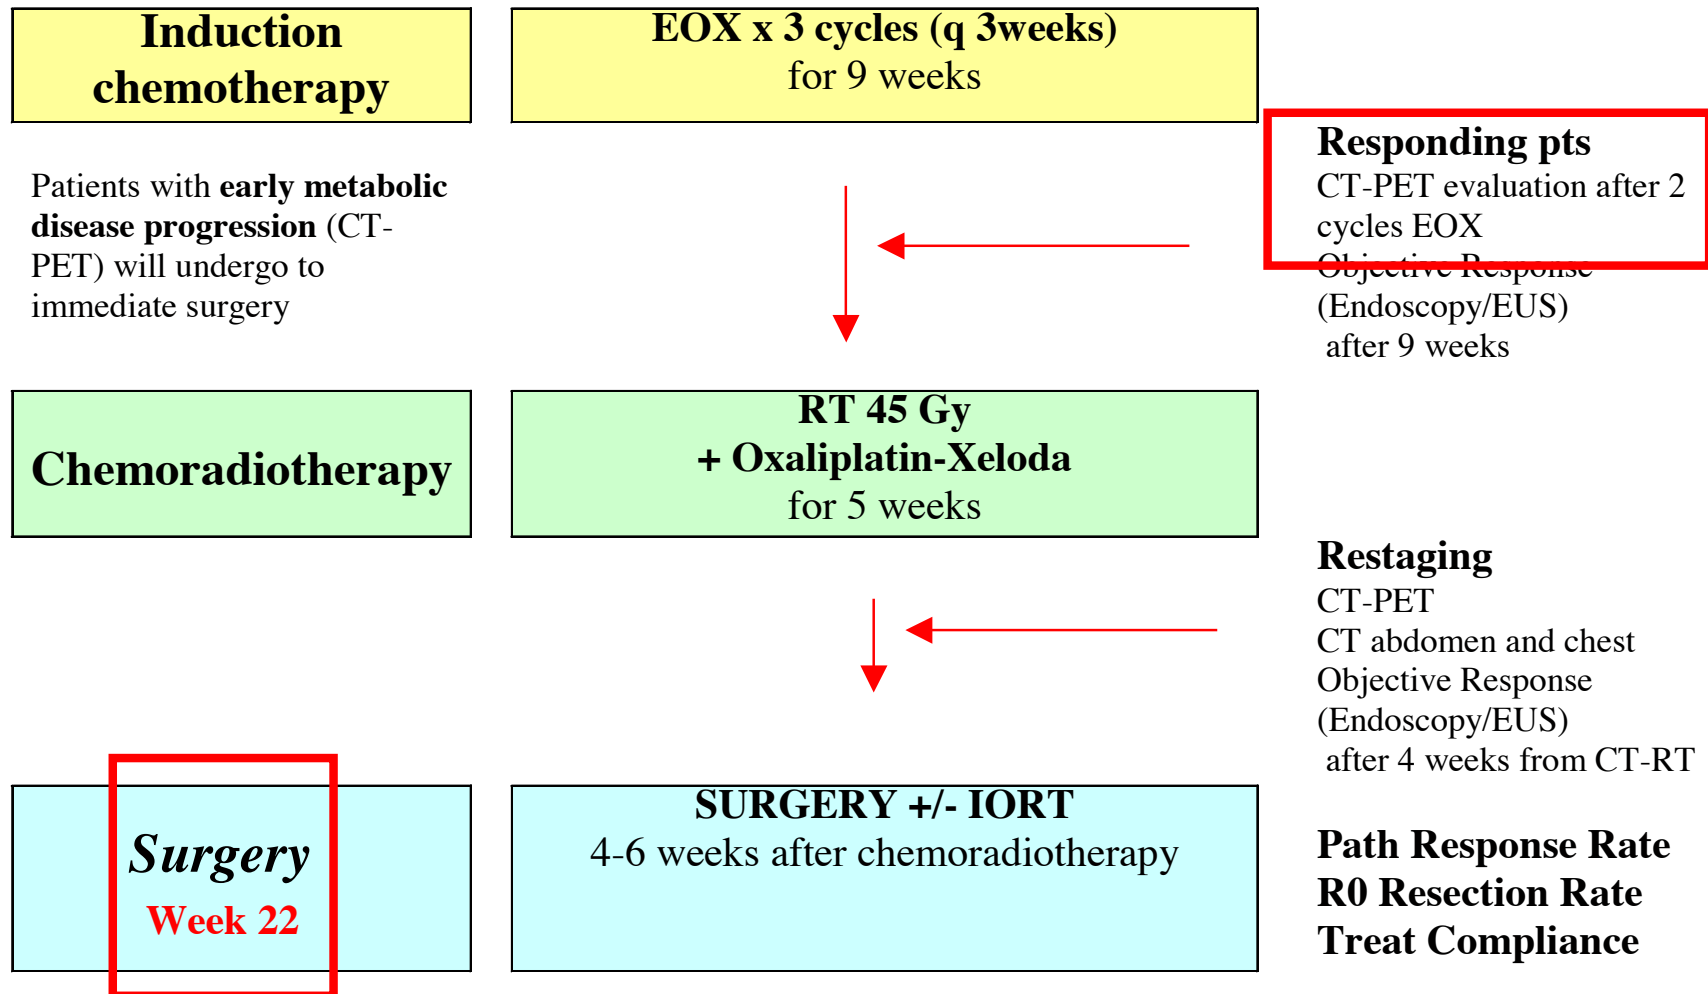 Induction
chemotherapy
EOX x 3 cycles (q 3weeks)
for 9 weeks
Patients with early metabolic
disease progression (CT-
PET) will undergo to
immediate surgery
Responding pts
CT-PET evaluation after 2
cycles EOX
Objective Response
(Endoscopy/EUS)
after 9 weeks
Chemoradiotherapy
RT 45 Gy
+ Oxaliplatin-Xeloda
for 5 weeks
Restaging
CT-PET
CT abdomen and chest
Objective Response
(Endoscopy/EUS)
after 4 weeks from CT-RT
Surgery
Week 22
SURGERY +/- IORT
4-6 weeks after chemoradiotherapy
Path Response Rate
R0 Resection Rate
Treat Compliance